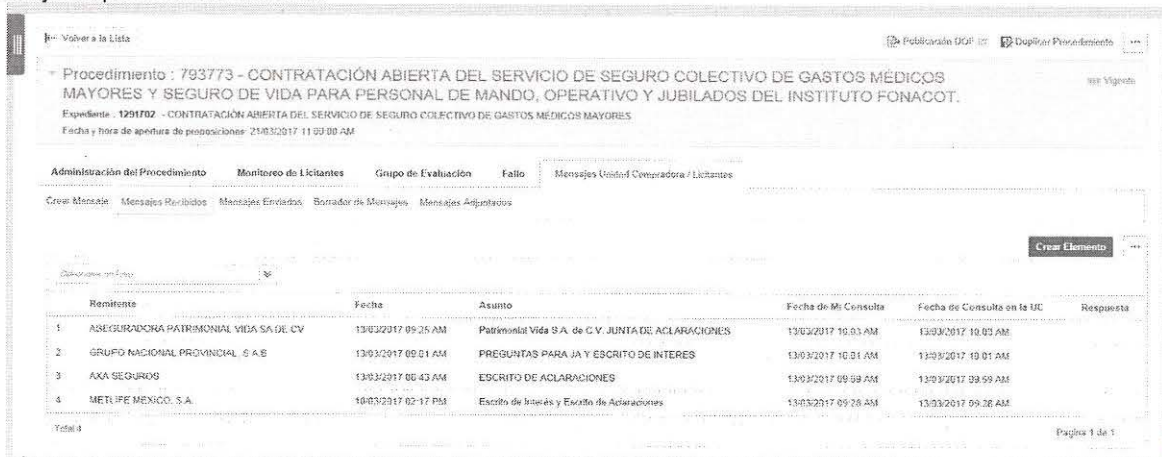 Volver a la Lista
Publicación DOF
Duplicar Procedimiento
Procedimiento : 793773 - CONTRATACIÓN ABIERTA DEL SERVICIO DE SEGURO COLECTIVO DE GASTOS MÉDICOS
MAYORES Y SEGURO DE VIDA PARA PERSONAL DE MANDO, OPERATIVO Y JUBILADOS DEL INSTITUTO FONACOT.
Vigente
Expediente : 1291702 - CONTRATACIÓN ABIERTA DEL SERVICIO DE SEGURO COLECTIVO DE GASTOS MÉDICOS MAYORES
Fecha y hora de apertura de proposiciones: 21/03/2017 11:00:00 AM
Administración del Procedimiento Monitoreo de Licitantes Grupo de Evaluación Fallo Mensajes Unidad Compradora / Licitantes
Crear Mensaje Mensajes Recibidos Mensajes Enviados Borrador de Mensajes Mensajes Adjuntados
Crear Elemento
Remitente Fecha Asunto Fecha de Mi Consulta Fecha de Consulta en la UC Respuesta
1 ASEGURADORA PATRIMONIAL VIDA SA DE CV 13/03/2017 09:25 AM Patrimonial Vida S.A. de C.V. JUNTA DE ACLARACIONES 13/03/2017 10:03 AM 13/03/2017 10:03 AM
2 GRUPO NACIONAL PROVINCIAL S A B 13/03/2017 09:01 AM PREGUNTAS PARA JA Y ESCRITO DE INTERES 13/03/2017 10:01 AM 13/03/2017 10:01 AM
3 AXA SEGUROS 13/03/2017 08:43 AM ESCRITO DE ACLARACIONES 13/03/2017 09:59 AM 13/03/2017 09:59 AM
4 METLIFE MEXICO, S.A. 10/03/2017 02:17 PM Escrito de Interés y Escrito de Aclaraciones 13/03/2017 09:28 AM 13/03/2017 09:28 AM
Total 4
Pagina 1 de 1